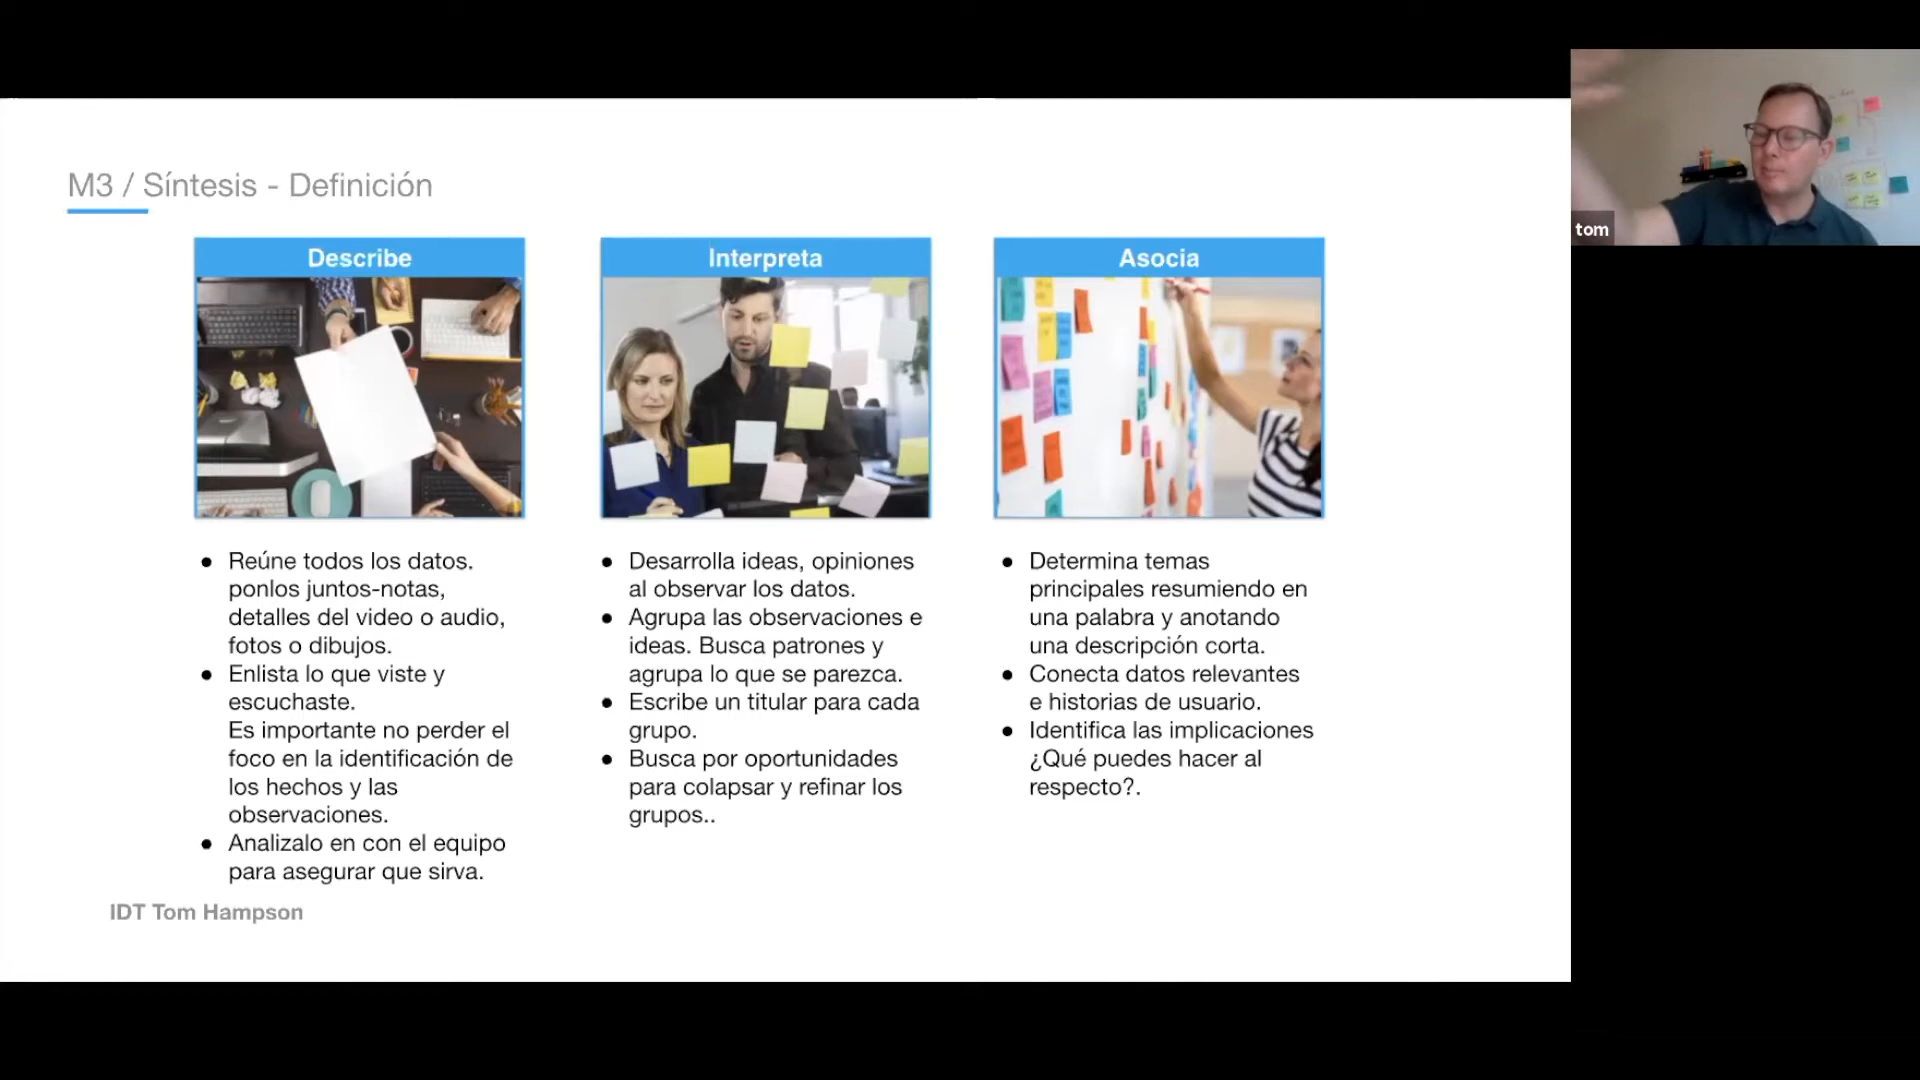 M3 / Síntesis - Definición
Describe
Reúne todos los datos.
ponlos juntos-notas,
detalles del video o audio,
fotos o dibujos.
Enlista lo que viste y
escuchaste.
Es importante no perder el
foco en la identificación de
los hechos y las
observaciones.
Analizalo en con el equipo
para asegurar que sirva.
Interpreta
Desarrolla ideas, opiniones
al observar los datos.
Agrupa las observaciones e
ideas. Busca patrones y
agrupa lo que se parezca.
Escribe un titular para cada
grupo.
Busca por oportunidades
para colapsar y refinar los
grupos..
Asocia
Determina temas
principales resumiendo en
una palabra y anotando
una descripción corta.
Conecta datos relevantes
e historias de usuario.
Identifica las implicaciones
¿Qué puedes hacer al
respecto?.
IDT Tom Hampson
tom